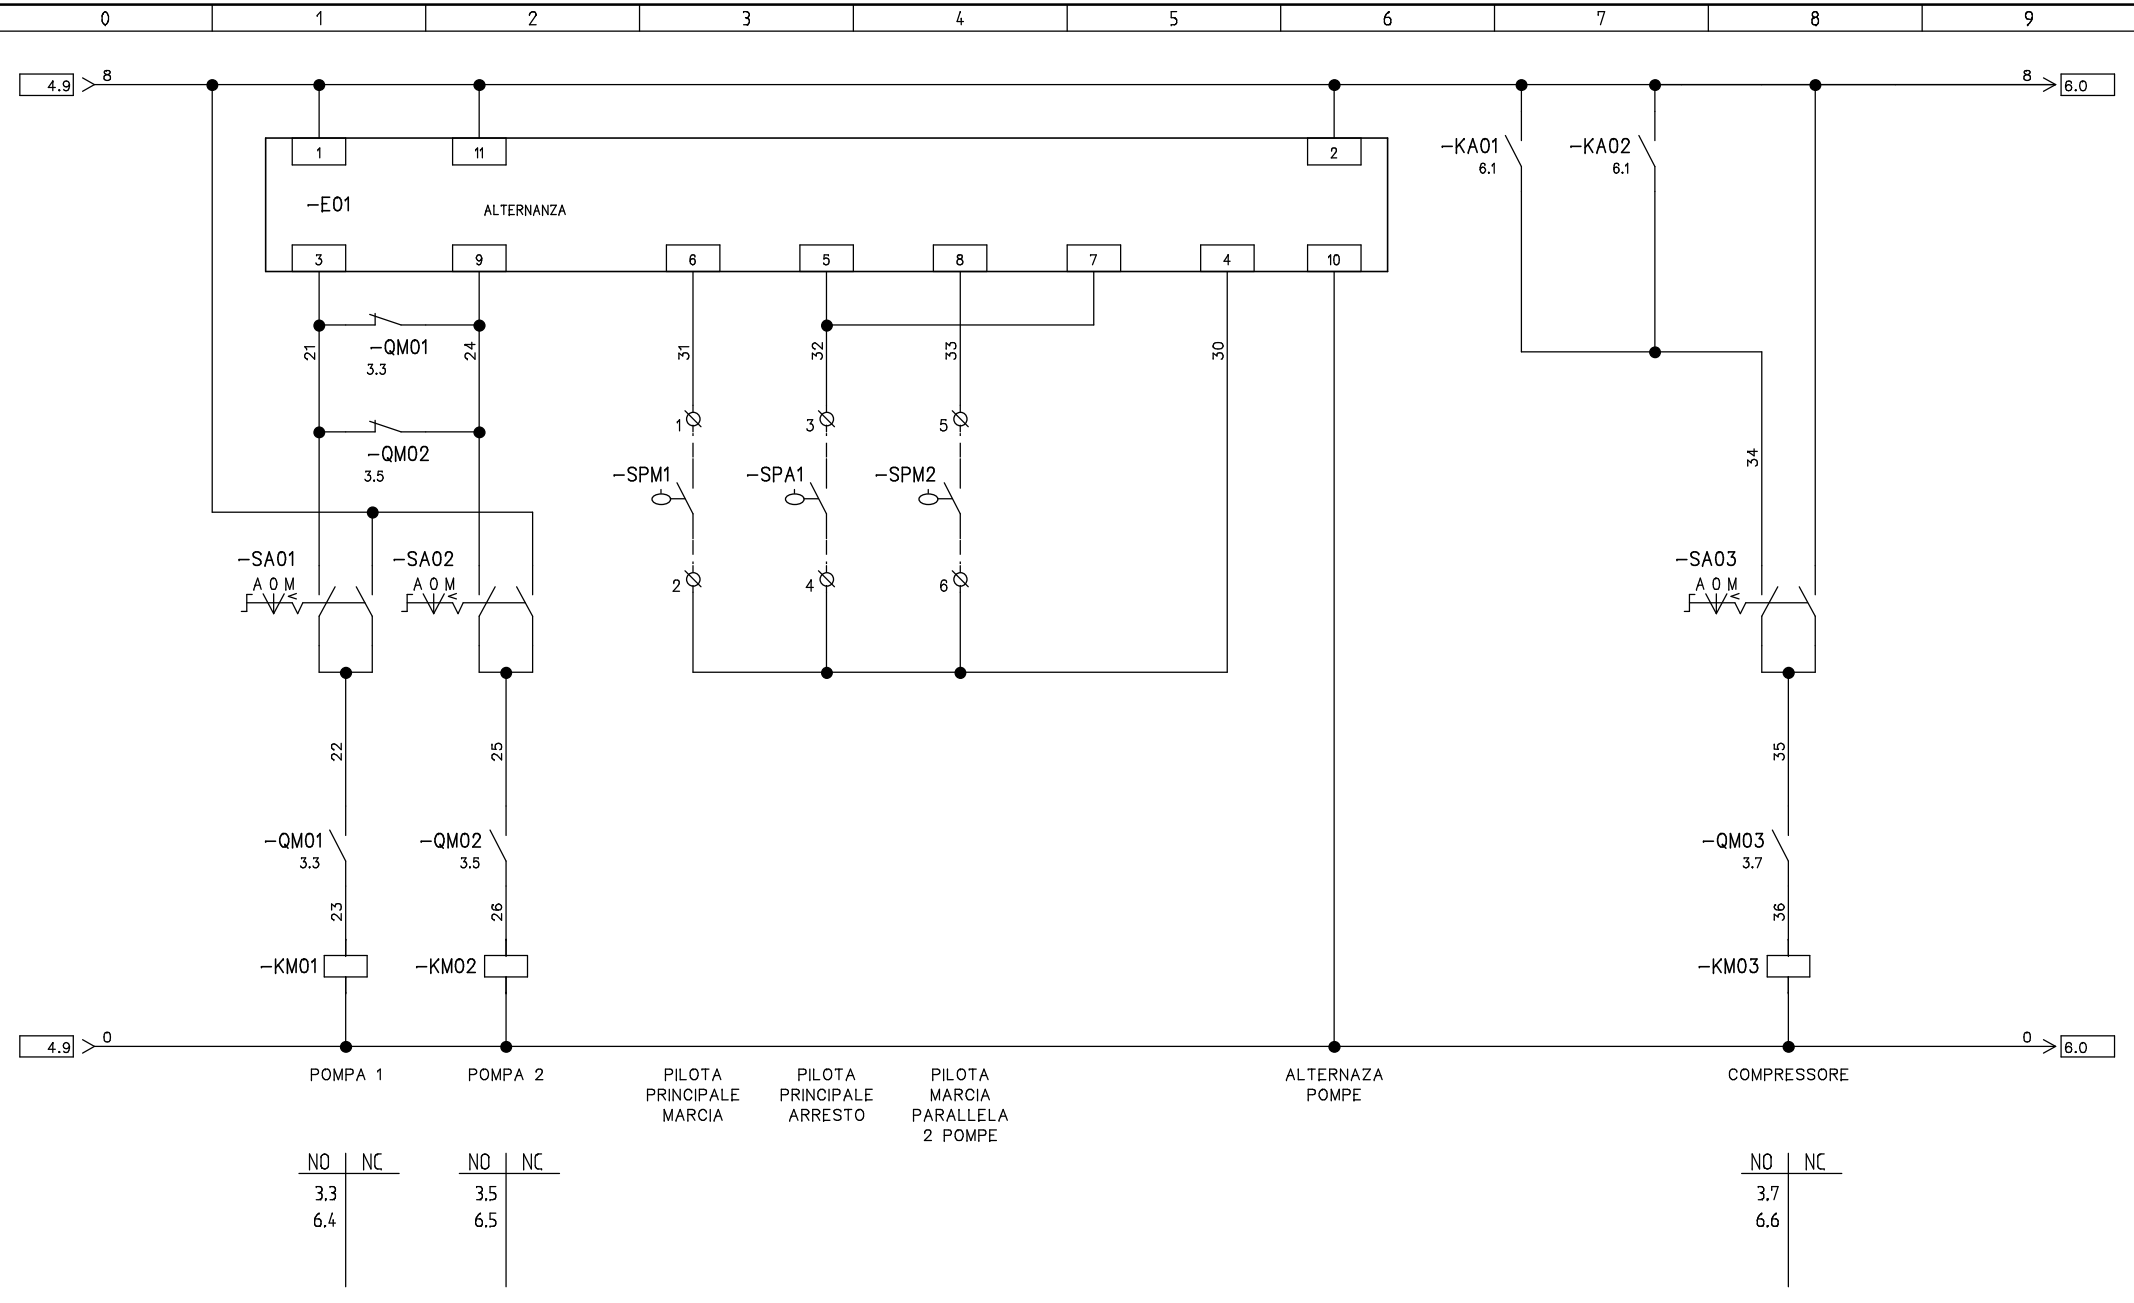 0 1 2 3 4 5 6 7 8 9
4.9 8 8 6.0
1 11 2
-KA01 -KA02
6.1 6.1
-E01 ALTERNANZA
3 9 6 5 8 7 4 10
21 -QM01 24 31 32 33 30
3.3
1 3 5
-QM02
3.5
34
-SPM1 -SPA1 -SPM2
-SA01 -SA02 -SA03
A O M A O M A O M
2 4 6
22 25 35
-QM01 -QM02 -QM03
3.3 3.5 3.7
23 26 36
-KM01 -KM02 -KM03
4.9 0 0 6.0
POMPA 1
POMPA 2
PILOTA
PRINCIPALE
MARCIA
PILOTA
PRINCIPALE
ARRESTO
PILOTA
MARCIA
PARALLELA
2 POMPE
ALTERNAZA
POMPE
COMPRESSORE
NO NC NO NC NO NC
3.3 3.5 3.7
6.4 6.5 6.6